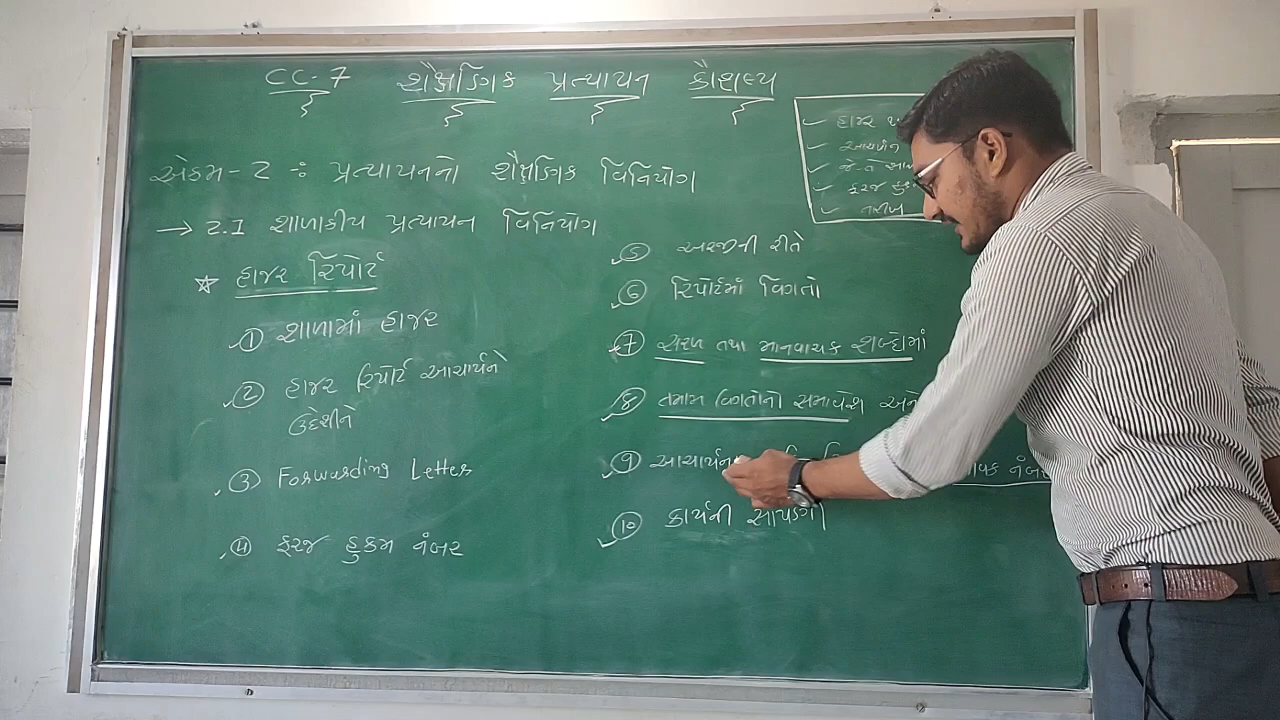 CC-7 શૈક્ષણિક પ્રત્યાયન કૌશલ્ય
હાજર
તારીખ
એકમ-2 ઃ પ્રત્યાયનનો શૈક્ષણિક વિનિયોગ
→ 2.1 શાળાકીય પ્રત્યાયન વિનિયોગ
☆ હાજર રિપોર્ટ
① શાળામાં હાજર
② હાજર રિપોર્ટ આચાર્યને
ઉદેશીને
③ Forwarding Letter
④ ફરજ હુકમ નંબર
⑤ અરજીની રીતે
⑥ રિપોર્ટમાં વિગતો
⑦ સરળ તથા માનવાચક શબ્દોમાં
⑧ તમામ વિગતોનો સમાવેશ અને
⑨
⑩ કાર્યની સોંપણી